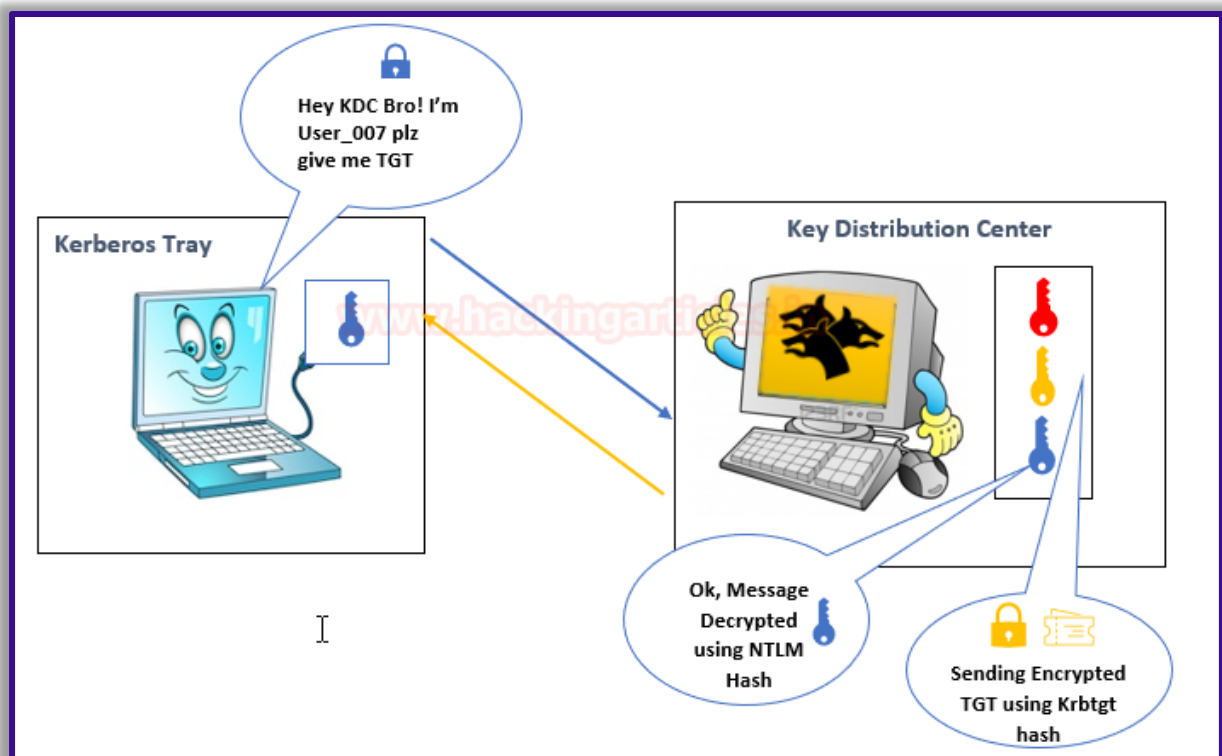 Hey KDC Bro! I'm
User_007 plz
give me TGT
Kerberos Tray
Key Distribution Center
Ok, Message
Decrypted
using NTLM
Hash
Sending Encrypted
TGT using Krbtgt
hash